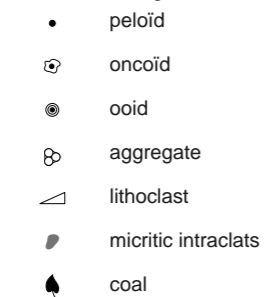 peloïd
oncoïd
ooid
aggregate
lithoclast
micritic intraclats
coal